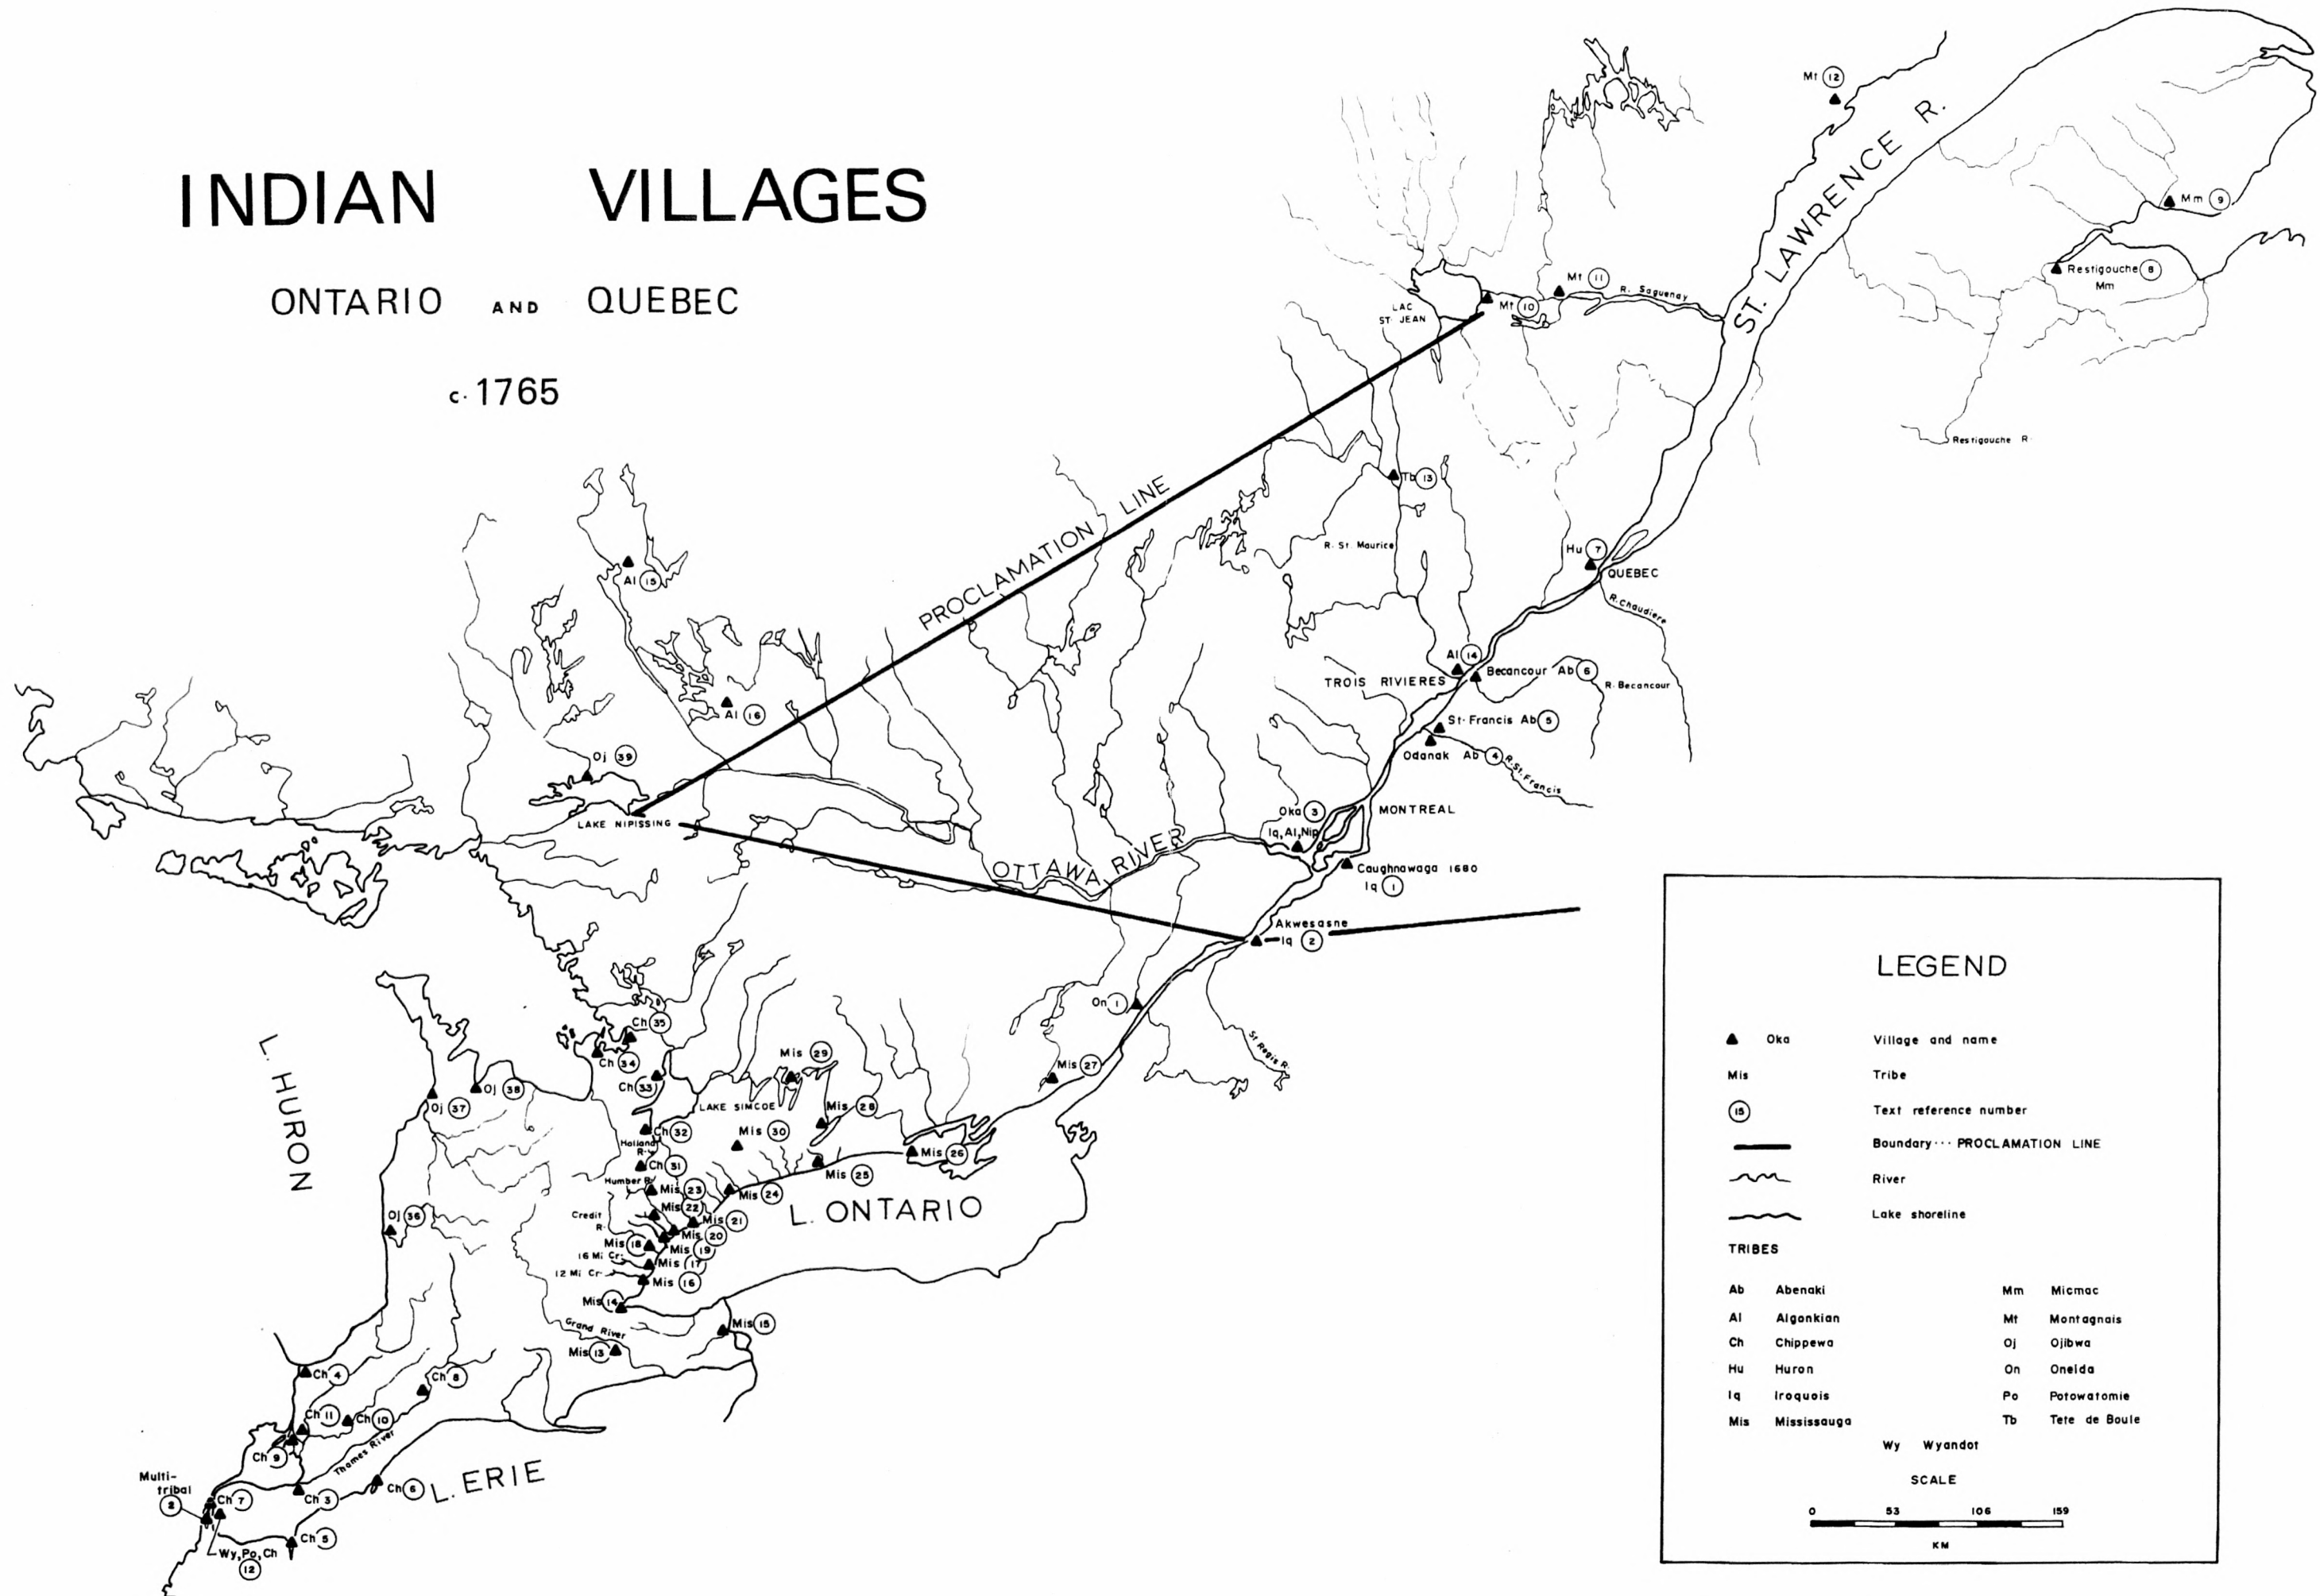 INDIAN VILLAGES
ONTARIO AND QUEBEC
c. 1765
Mt 12
ST. LAWRENCE R.
Mm 9
Restigouche 8
Mm
Restigouche R.
Mt 11
R. Saguenay
Mt 10
LAC
ST. JEAN
PROCLAMATION LINE
Tb 13
R. St. Maurice
Hu 7
QUEBEC
R. Chaudiere
Al 14
TROIS RIVIERES
Becancour Ab 6
R. Becancour
St. Francis Ab 5
Odanak Ab 4
R. St. Francis
Al 15
Al 16
Oj 39
LAKE NIPISSING
OTTAWA RIVER
Oka 3
Iq, Al, Nip
MONTREAL
Caughnawaga 1680
Iq 1
Akwesasne
Iq 2
St. Regis R.
On 1
Mis 27
L. HURON
Ch 35
Ch 34
Ch 33
Oj 38
Oj 37
Mis 29
LAKE SIMCOE
Mis 28
Mis 30
Ch 32
Holland
R.
Ch 31
Mis 26
Mis 25
Mis 24
Humber R.
Mis 23
Mis 22
Credit
R.
Mis 21
Mis 20
Mis 19
Mis 18
16 Mi Cr.
Mis 17
12 Mi Cr.
Mis 16
L. ONTARIO
Oj 36
Mis 14
Grand River
Mis 15
Mis 13
Ch 4
Ch 8
Ch 11
Ch 10
Ch 9
Thames River
Multi-
tribal
2
Ch 7
Ch 3
Ch 6
L. ERIE
Ch 5
Wy, Po, Ch
12
LEGEND
Oka Village and name
Mis Tribe
15 Text reference number
Boundary... PROCLAMATION LINE
River
Lake shoreline
TRIBES
Ab Abenaki Mm Micmac
Al Algonkian Mt Montagnais
Ch Chippewa Oj Ojibwa
Hu Huron On Oneida
Iq Iroquois Po Potowatomie
Mis Mississauga Tb Tete de Boule
Wy Wyandot
SCALE
0 53 106 159
KM